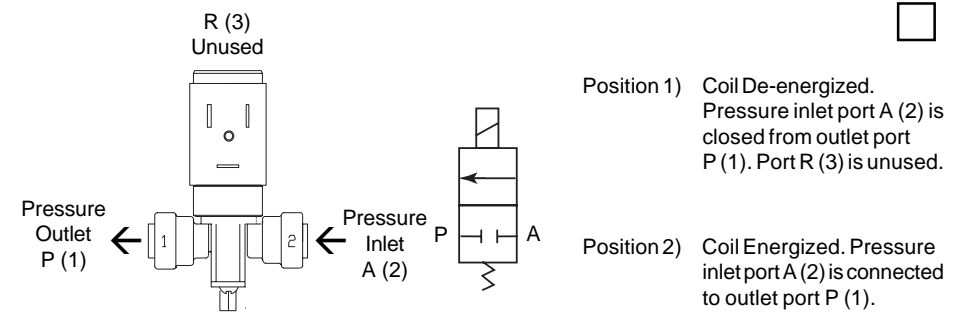 R (3)
Unused
Pressure
Outlet
P (1)
1
2
Pressure
Inlet
A (2)
P
A
Position 1) Coil De-energized.
Pressure inlet port A (2) is
closed from outlet port
P (1). Port R (3) is unused.
Position 2) Coil Energized. Pressure
inlet port A (2) is connected
to outlet port P (1).